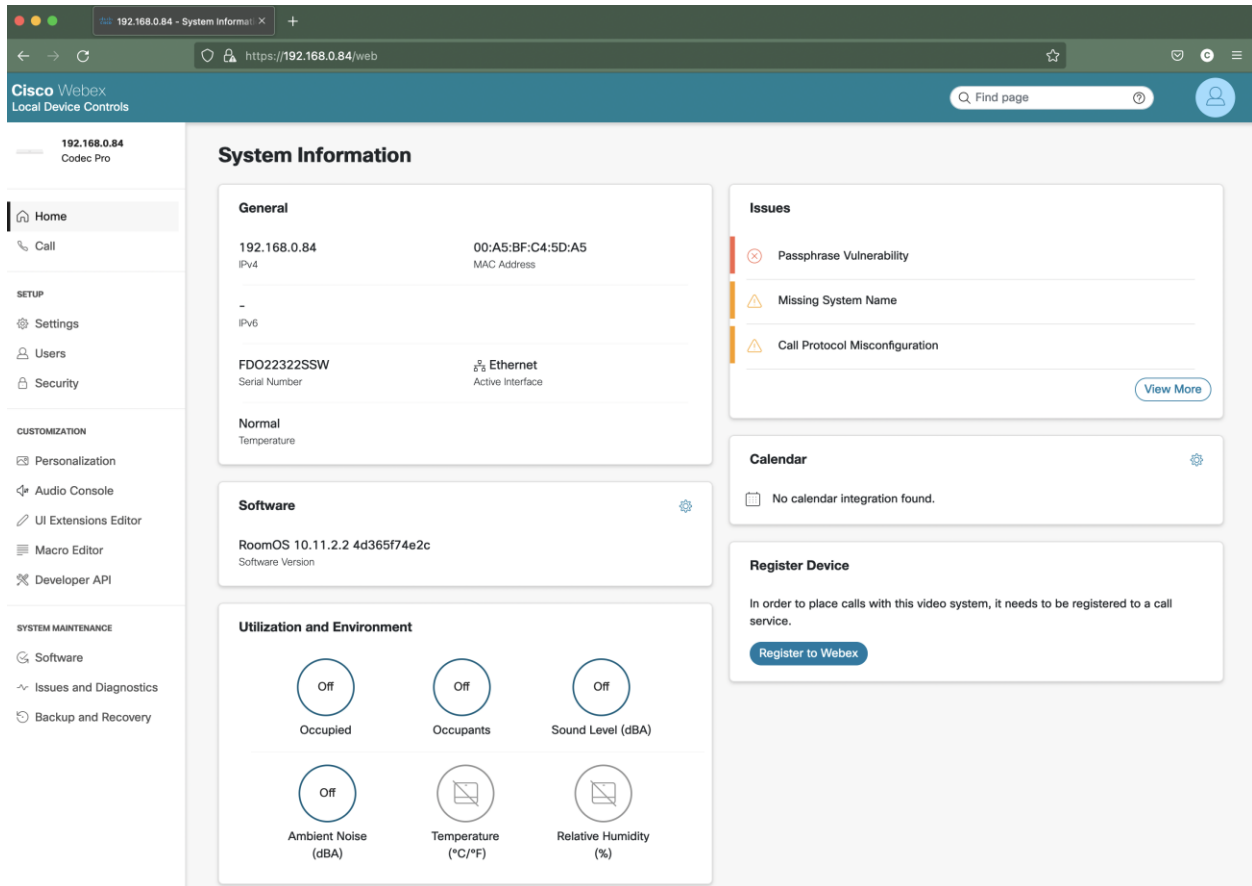 192.168.0.84 - System Informati
https://192.168.0.84/web
Cisco Webex
Local Device Controls
Find page
192.168.0.84
Codec Pro
Home
Call
SETUP
Settings
Users
Security
CUSTOMIZATION
Personalization
Audio Console
UI Extensions Editor
Macro Editor
Developer API
SYSTEM MAINTENANCE
Software
Issues and Diagnostics
Backup and Recovery
System Information
General
192.168.0.84
IPv4
00:A5:BF:C4:5D:A5
MAC Address
-
IPv6
FDO22322SSW
Serial Number
Ethernet
Active Interface
Normal
Temperature
Software
RoomOS 10.11.2.2 4d365f74e2c
Software Version
Utilization and Environment
Off
Occupied
Off
Occupants
Off
Sound Level (dBA)
Off
Ambient Noise
(dBA)
Temperature
(°C/°F)
Relative Humidity
(%)
Issues
Passphrase Vulnerability
Missing System Name
Call Protocol Misconfiguration
View More
Calendar
No calendar integration found.
Register Device
In order to place calls with this video system, it needs to be registered to a call
service.
Register to Webex
C